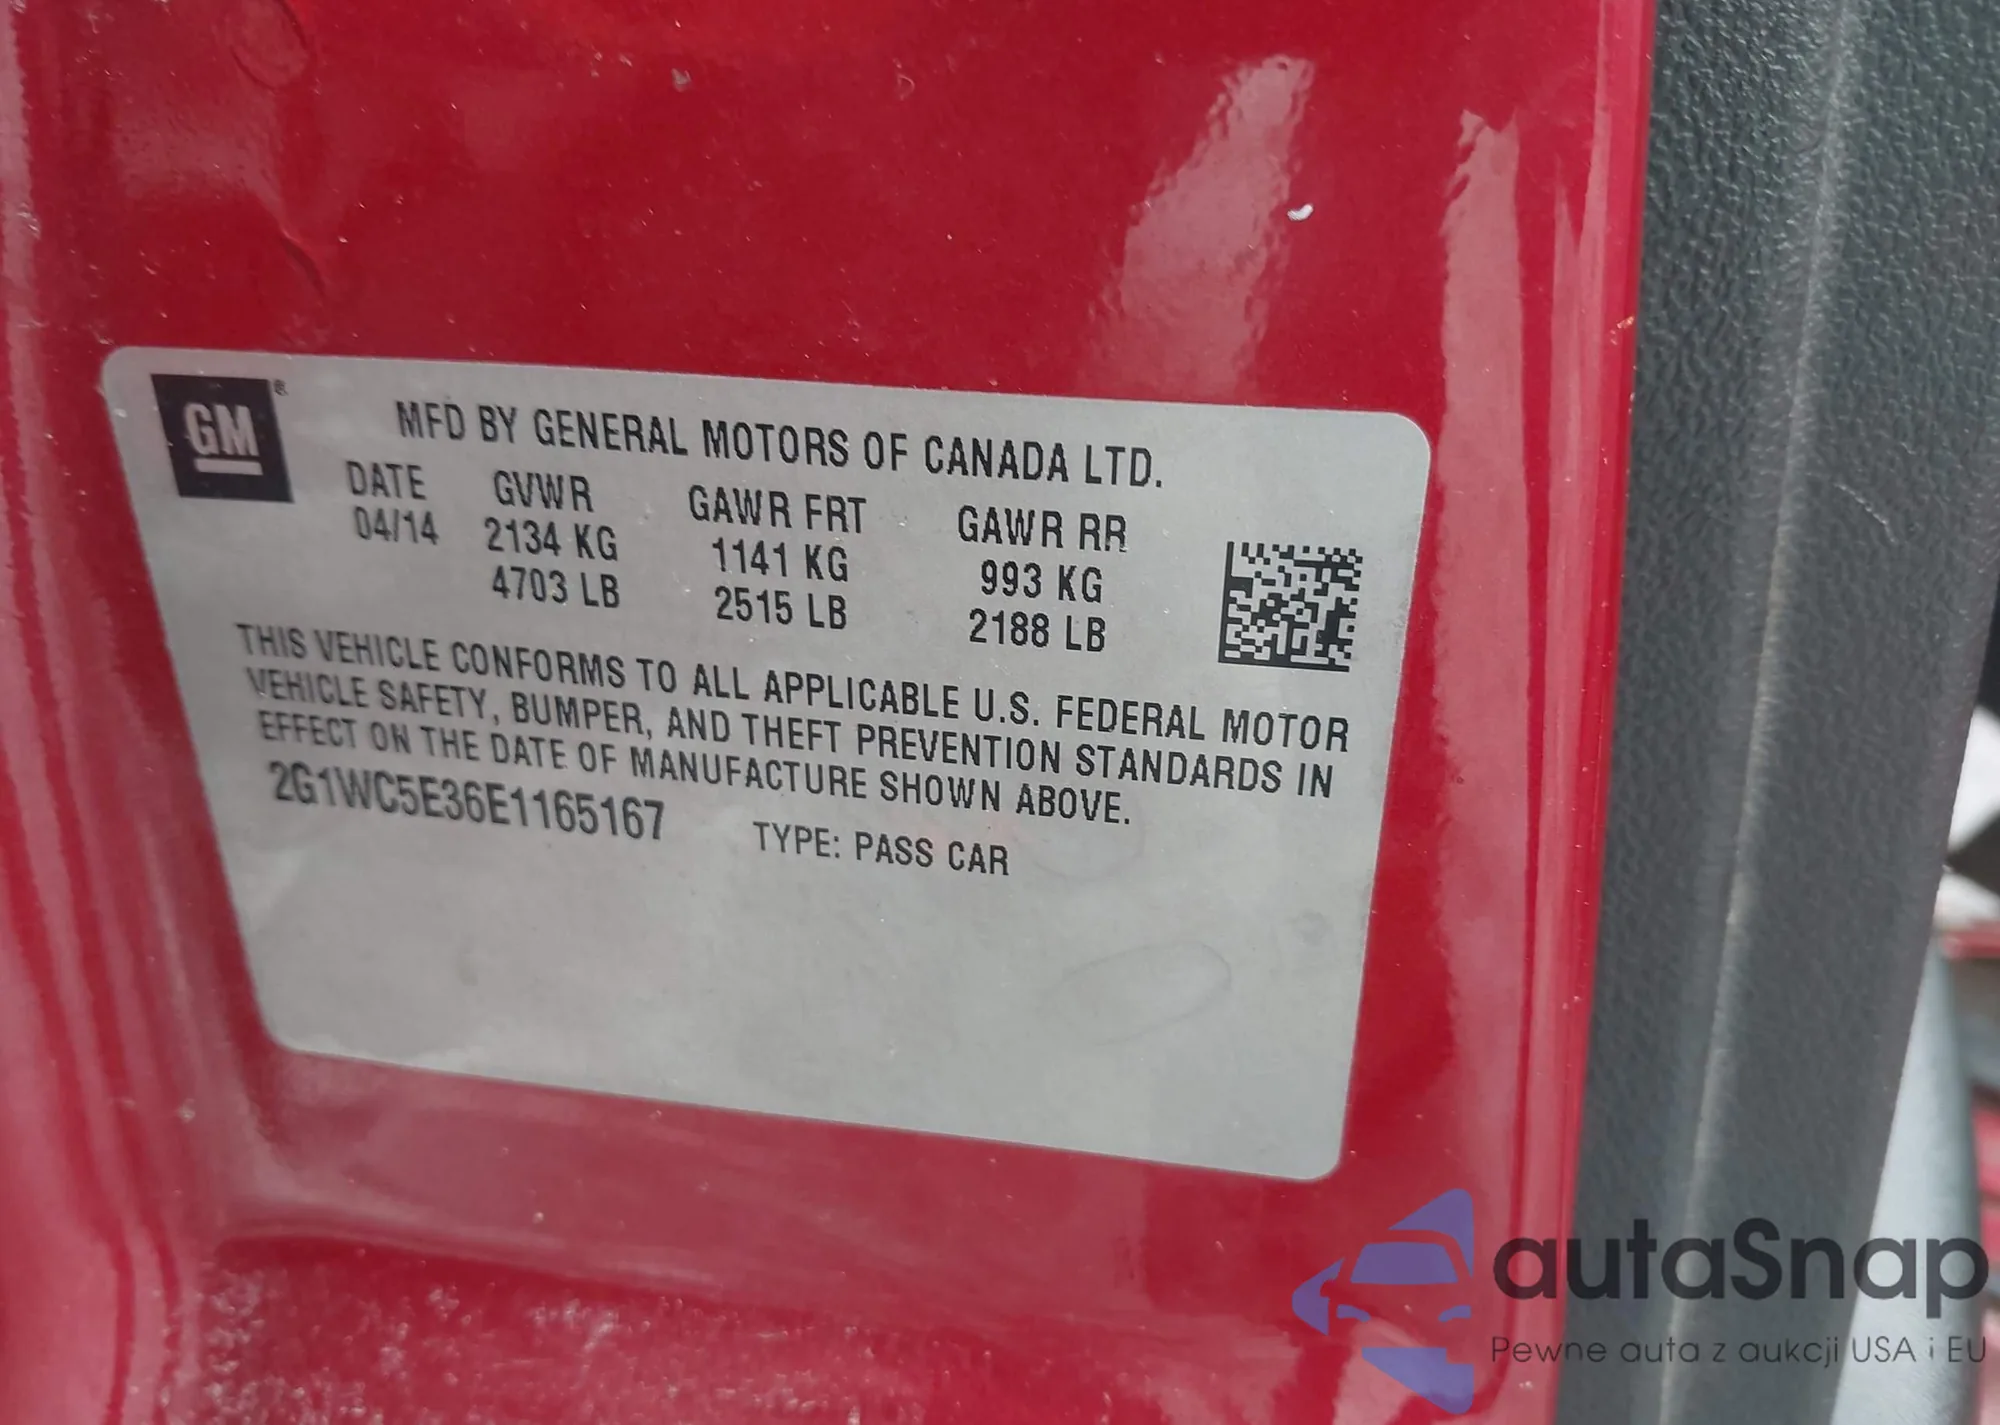 GM®
MFD BY GENERAL MOTORS OF CANADA LTD.
DATE GVWR GAWR FRT GAWR RR
04/14 2134 KG 1141 KG 993 KG
4703 LB 2515 LB 2188 LB
THIS VEHICLE CONFORMS TO ALL APPLICABLE U.S. FEDERAL MOTOR
VEHICLE SAFETY, BUMPER, AND THEFT PREVENTION STANDARDS IN
EFFECT ON THE DATE OF MANUFACTURE SHOWN ABOVE.
2G1WC5E36E1165167 TYPE: PASS CAR
autaSnap
Pewne auta z aukcji USA i EU